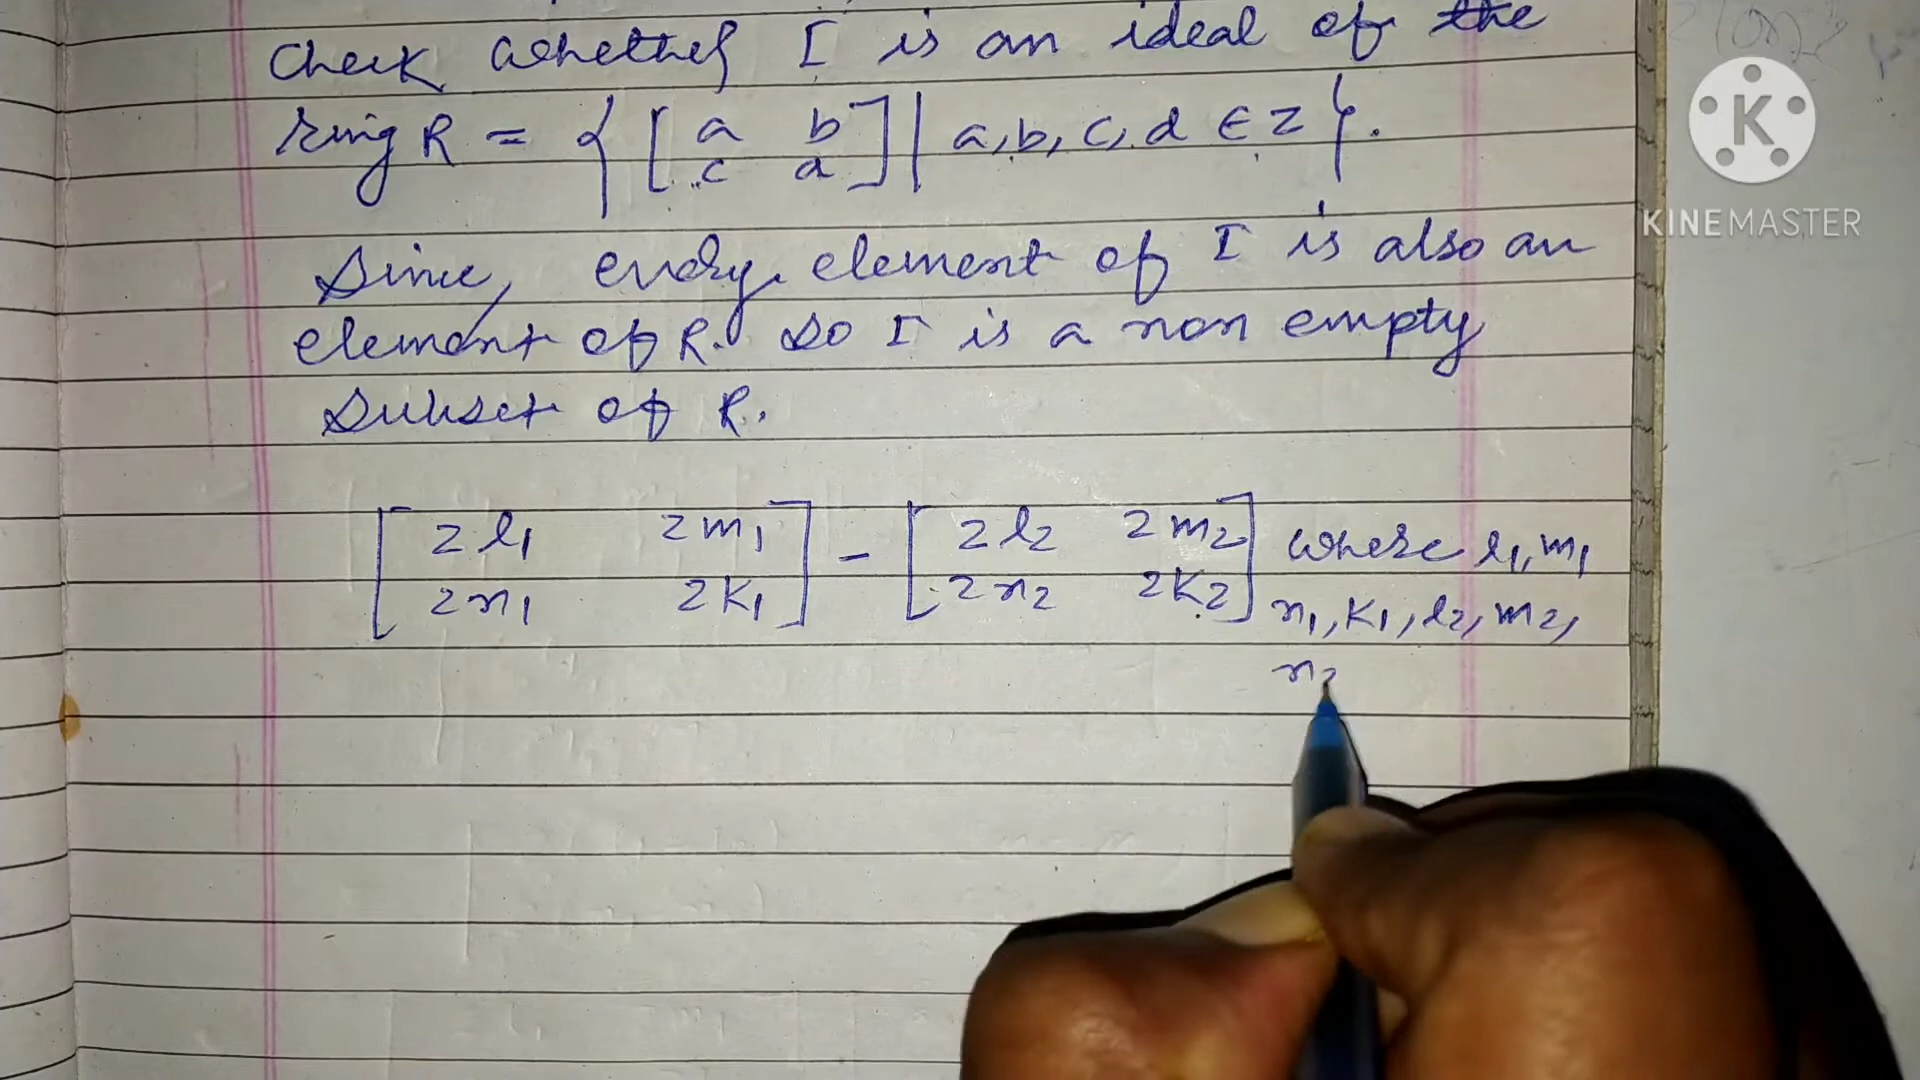 Check whether I is an ideal of the
ring R = { [ a b
c d ] | a, b, c, d ∈ Z }.
Since, every element of I is also an
element of R. so I is a non empty
subset of R.
[ 2l₁ 2m₁
2n₁ 2k₁ ] - [ 2l₂ 2m₂
2n₂ 2k₂ ] where l₁, m₁
n₁, k₁, l₂, m₂,
n₂
K
KINEMASTER